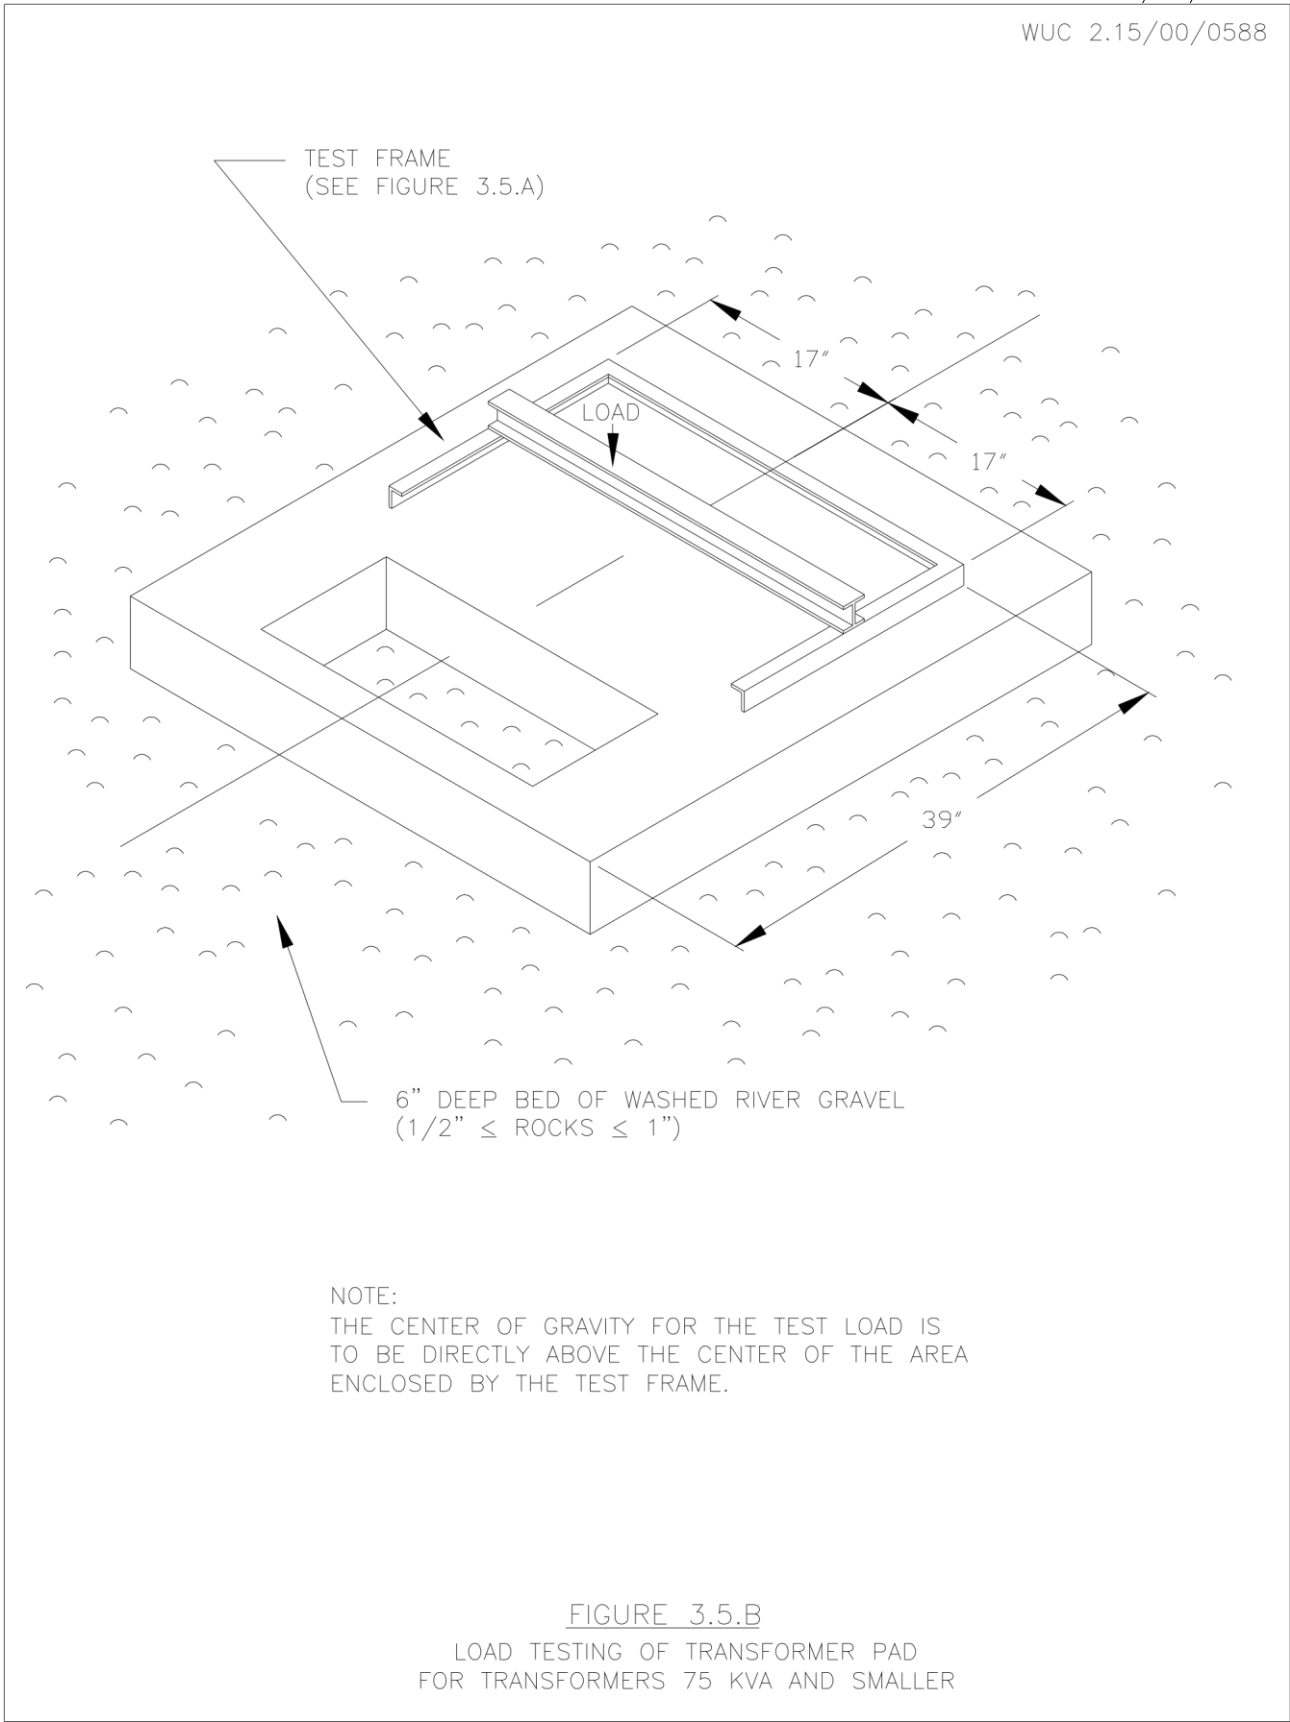 WUC 2.15/00/0588
TEST FRAME
(SEE FIGURE 3.5.A)
17"
LOAD
17"
39"
6” DEEP BED OF WASHED RIVER GRAVEL
(1/2” ≤ ROCKS ≤ 1”)
NOTE:
THE CENTER OF GRAVITY FOR THE TEST LOAD IS
TO BE DIRECTLY ABOVE THE CENTER OF THE AREA
ENCLOSED BY THE TEST FRAME.
FIGURE 3.5.B
LOAD TESTING OF TRANSFORMER PAD
FOR TRANSFORMERS 75 KVA AND SMALLER